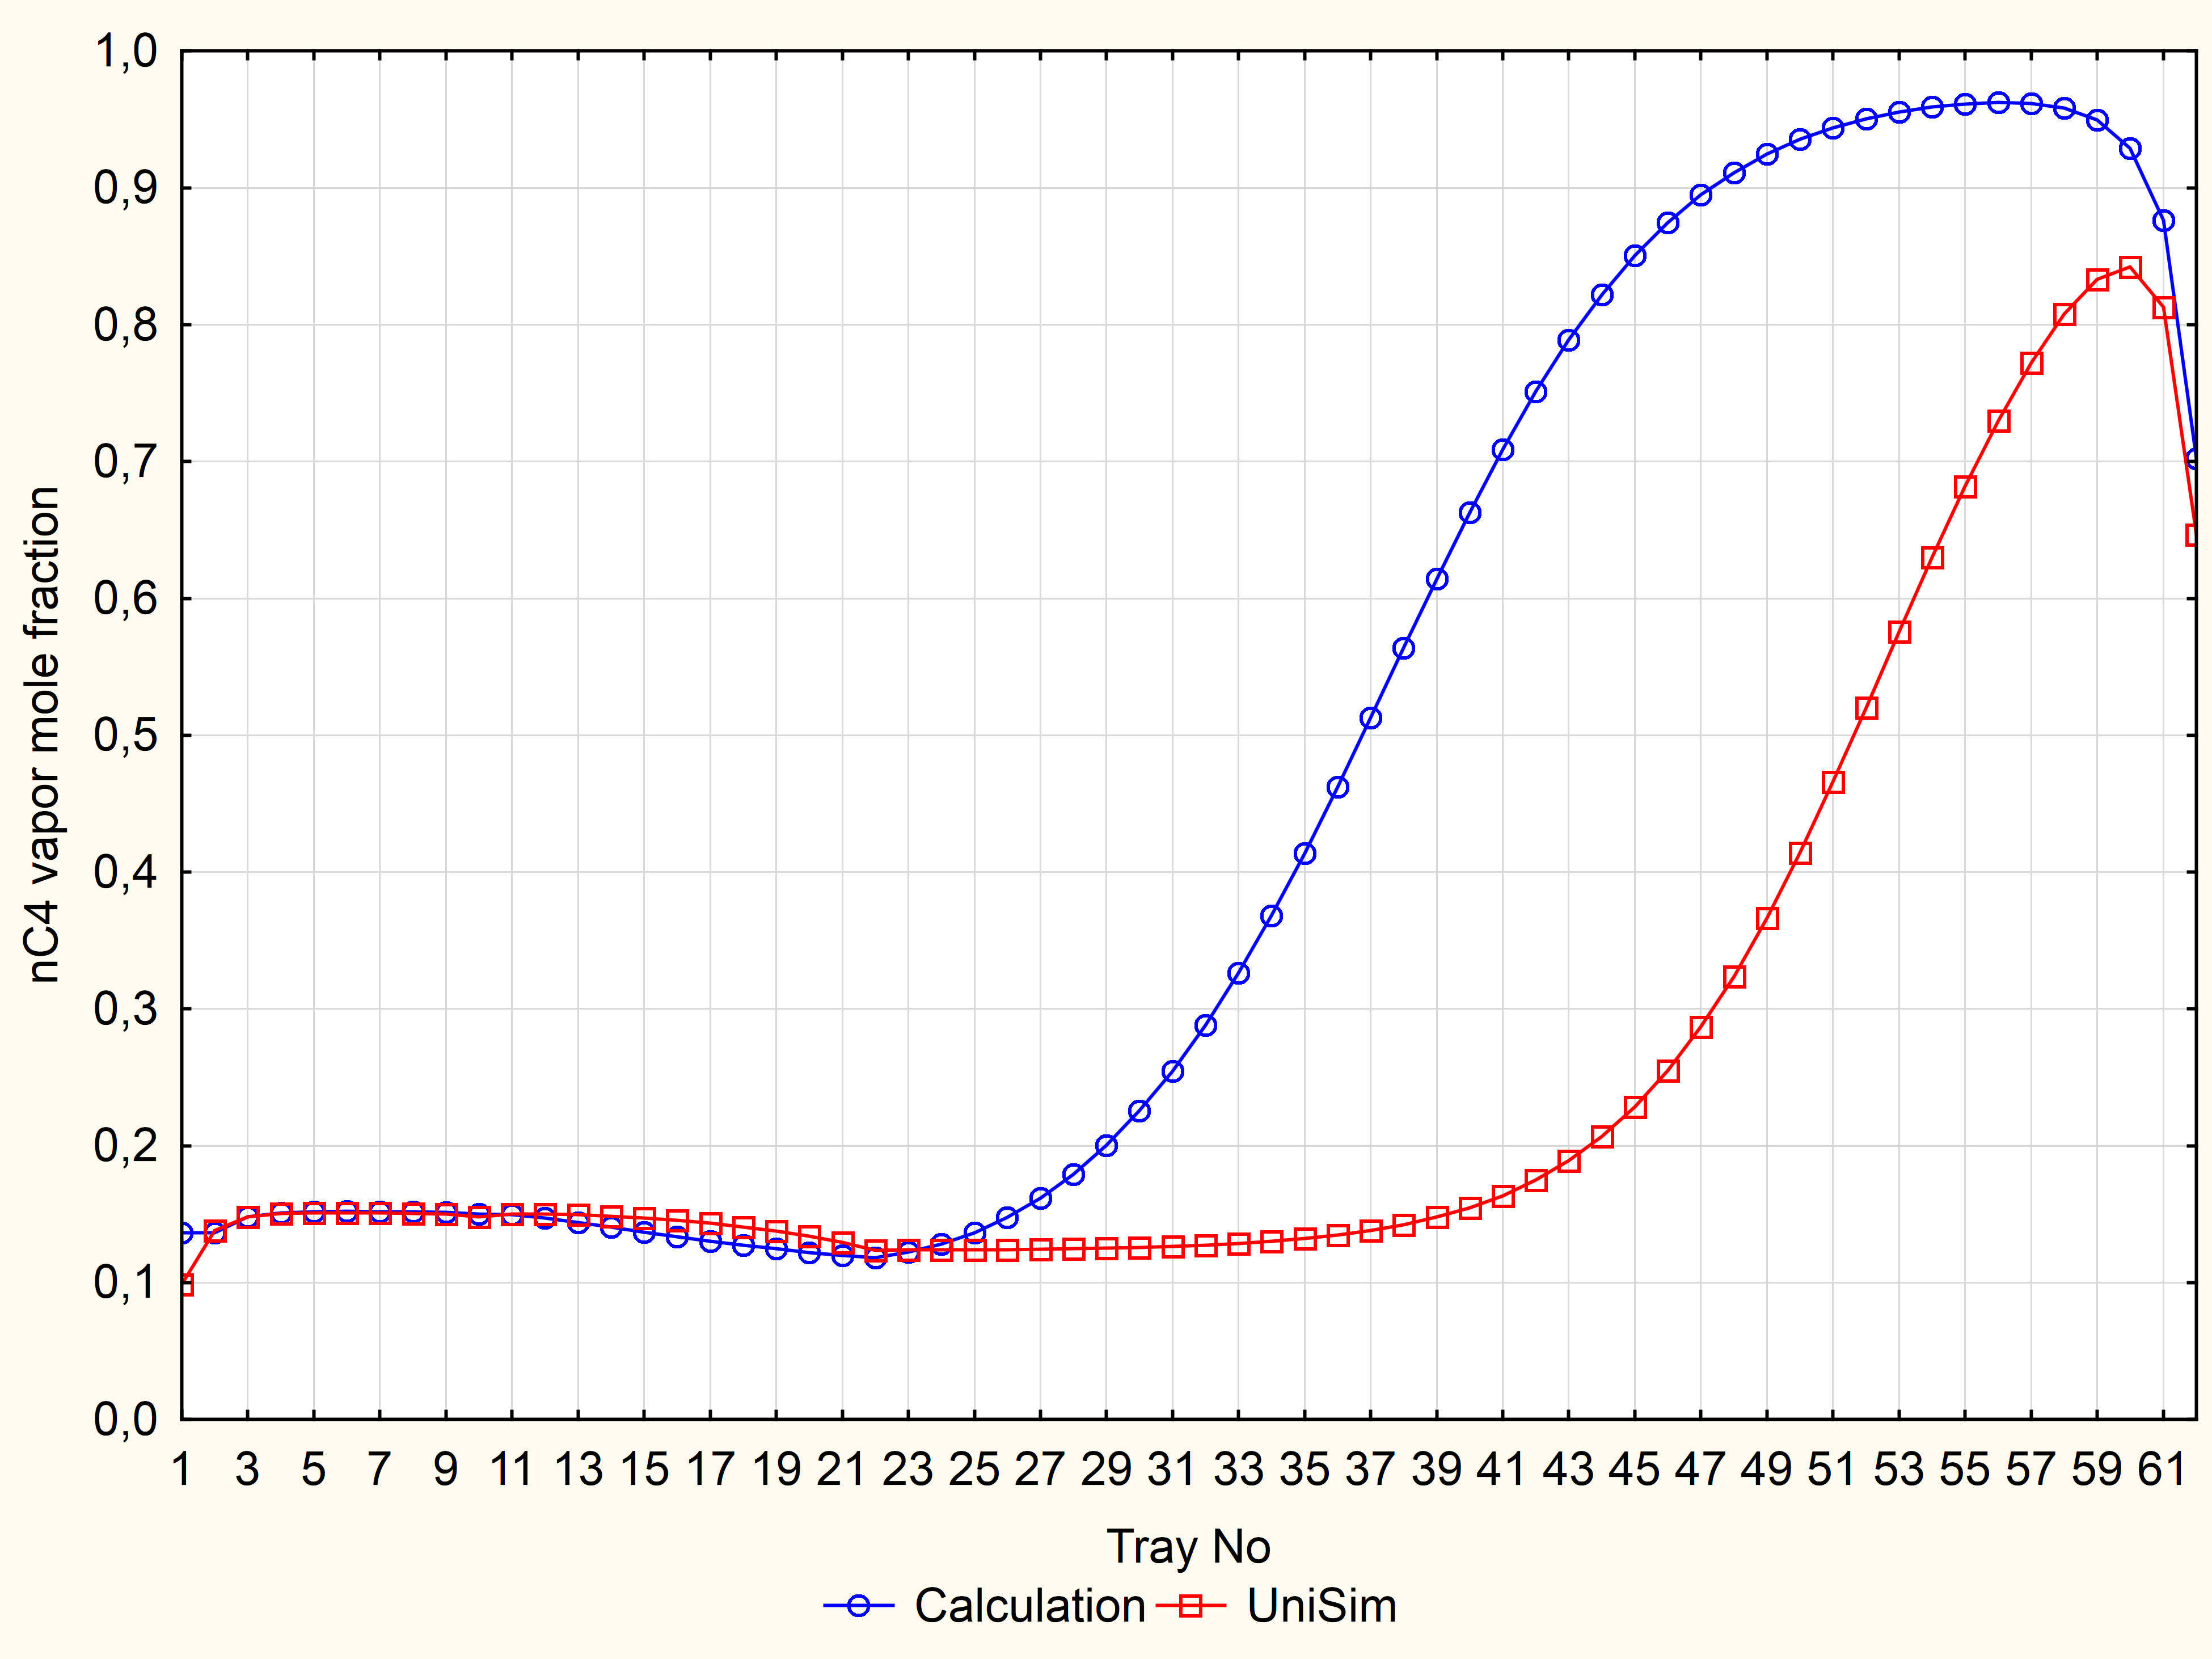 1,0
0,9
0,8
0,7
0,6
0,5
0,4
0,3
0,2
0,1
0,0
nC4 vapor mole fraction
1 3 5 7 9 11 13 15 17 19 21 23 25 27 29 31 33 35 37 39 41 43 45 47 49 51 53 55 57 59 61
Tray No
Calculation UniSim